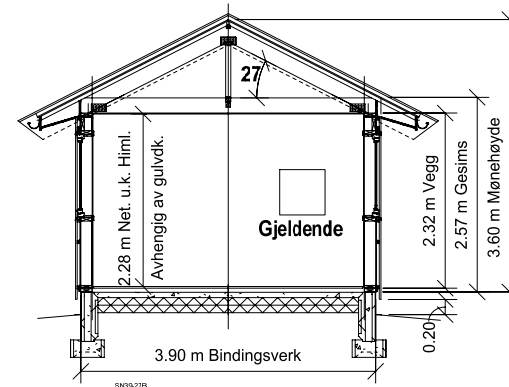 27
2.28 m Net. u.k. Himl.
Avhengig av gulvdk.
Gjeldende
2.32 m Vegg
2.57 m Gesims
3.60 m Mønehøyde
0.20
3.90 m Bindingsverk
SN39-27B